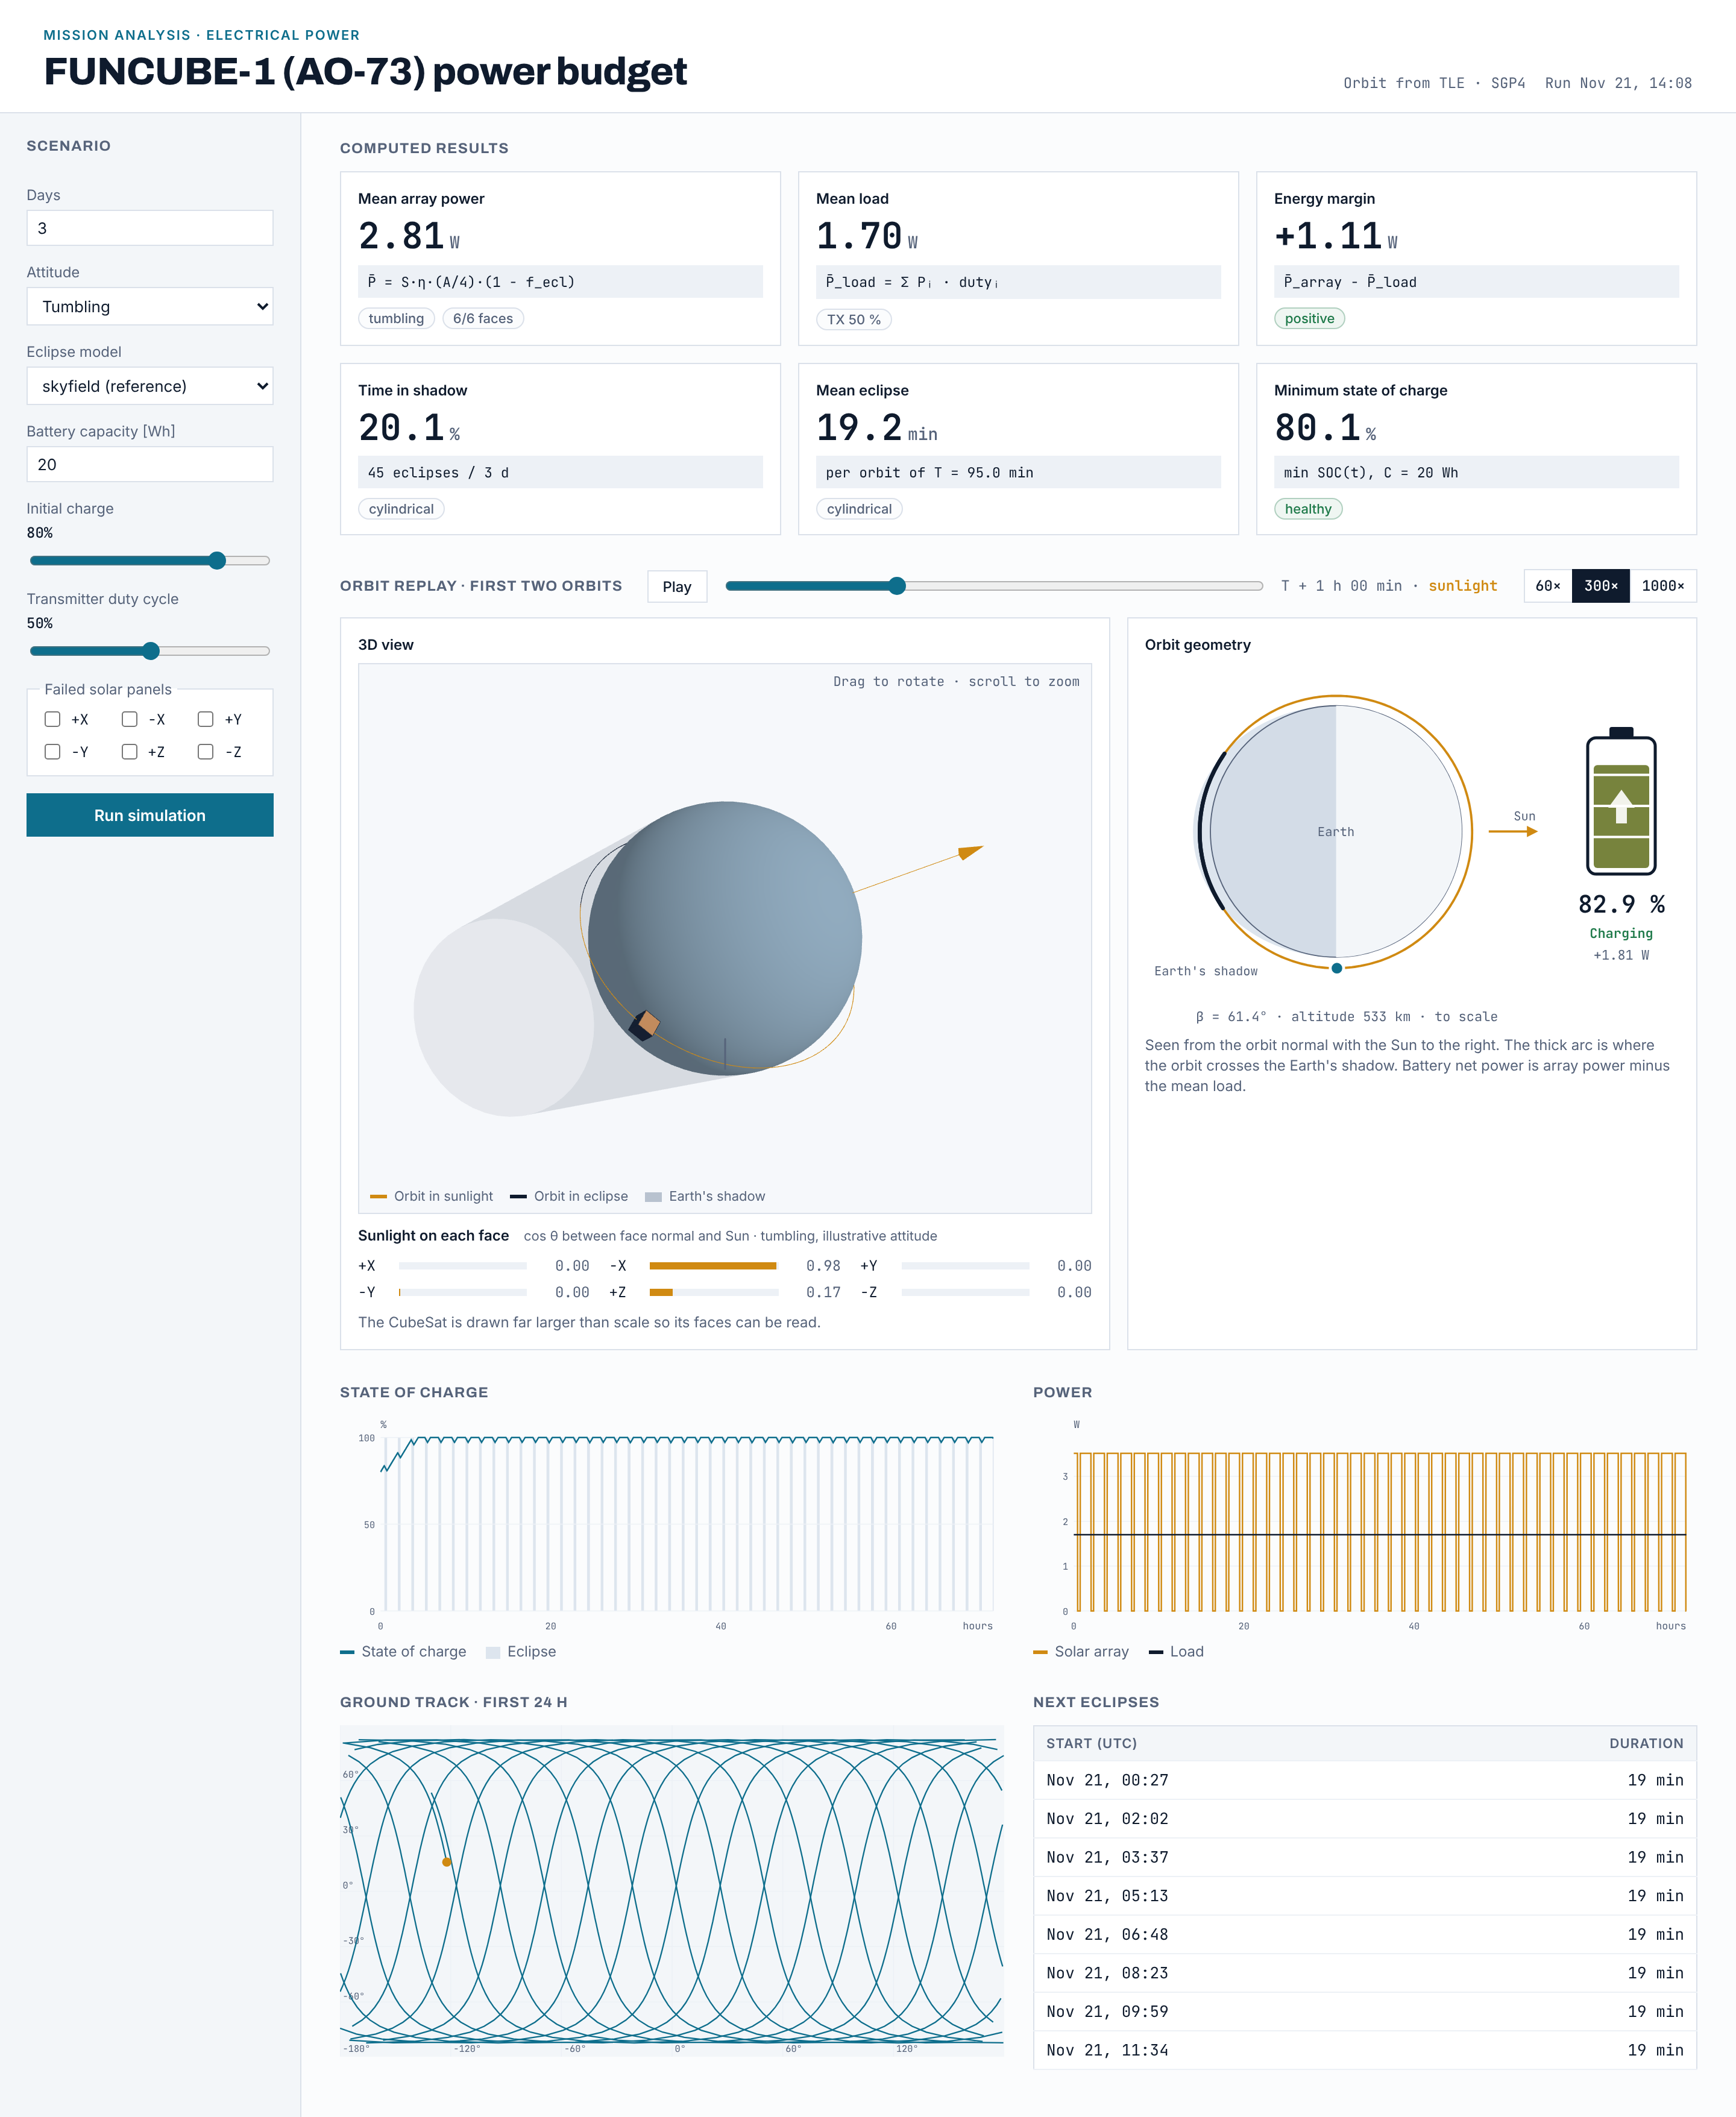 MISSION ANALYSIS · ELECTRICAL POWER
FUNCUBE-1 (AO-73) power budget
Orbit from TLE · SGP4 Run Nov 21, 14:08
SCENARIO
Days
3
Attitude
Tumbling
Eclipse model
skyfield (reference)
Battery capacity [Wh]
20
Initial charge
80%
Transmitter duty cycle
50%
Failed solar panels
+X -X +Y
-Y +Z -Z
Run simulation
COMPUTED RESULTS
Mean array power
2.81 W
P̄ = S·η·(A/4)·(1 - f_ecl)
tumbling 6/6 faces
Mean load
1.70 W
P̄_load = Σ Pᵢ · dutyᵢ
TX 50 %
Energy margin
+1.11 W
P̄_array - P̄_load
positive
Time in shadow
20.1 %
45 eclipses / 3 d
cylindrical
Mean eclipse
19.2 min
per orbit of T = 95.0 min
cylindrical
Minimum state of charge
80.1 %
min SOC(t), C = 20 Wh
healthy
ORBIT REPLAY · FIRST TWO ORBITS
Play
T + 1 h 00 min · sunlight
60× 300× 1000×
3D view
Drag to rotate · scroll to zoom
Orbit in sunlight Orbit in eclipse Earth's shadow
Sunlight on each face cos θ between face normal and Sun · tumbling, illustrative attitude
+X 0.00 -X 0.98 +Y 0.00
-Y 0.00 +Z 0.17 -Z 0.00
The CubeSat is drawn far larger than scale so its faces can be read.
Orbit geometry
Earth
Sun
Earth's shadow
82.9 %
Charging
+1.81 W
β = 61.4° · altitude 533 km · to scale
Seen from the orbit normal with the Sun to the right. The thick arc is where
the orbit crosses the Earth's shadow. Battery net power is array power minus
the mean load.
STATE OF CHARGE
%
100
50
0
0 20 40 60 hours
State of charge Eclipse
POWER
W
3
2
1
0
0 20 40 60 hours
Solar array Load
GROUND TRACK · FIRST 24 H
60°
30°
0°
-30°
-60°
-180° -120° -60° 0° 60° 120°
NEXT ECLIPSES
START (UTC) DURATION
Nov 21, 00:27 19 min
Nov 21, 02:02 19 min
Nov 21, 03:37 19 min
Nov 21, 05:13 19 min
Nov 21, 06:48 19 min
Nov 21, 08:23 19 min
Nov 21, 09:59 19 min
Nov 21, 11:34 19 min